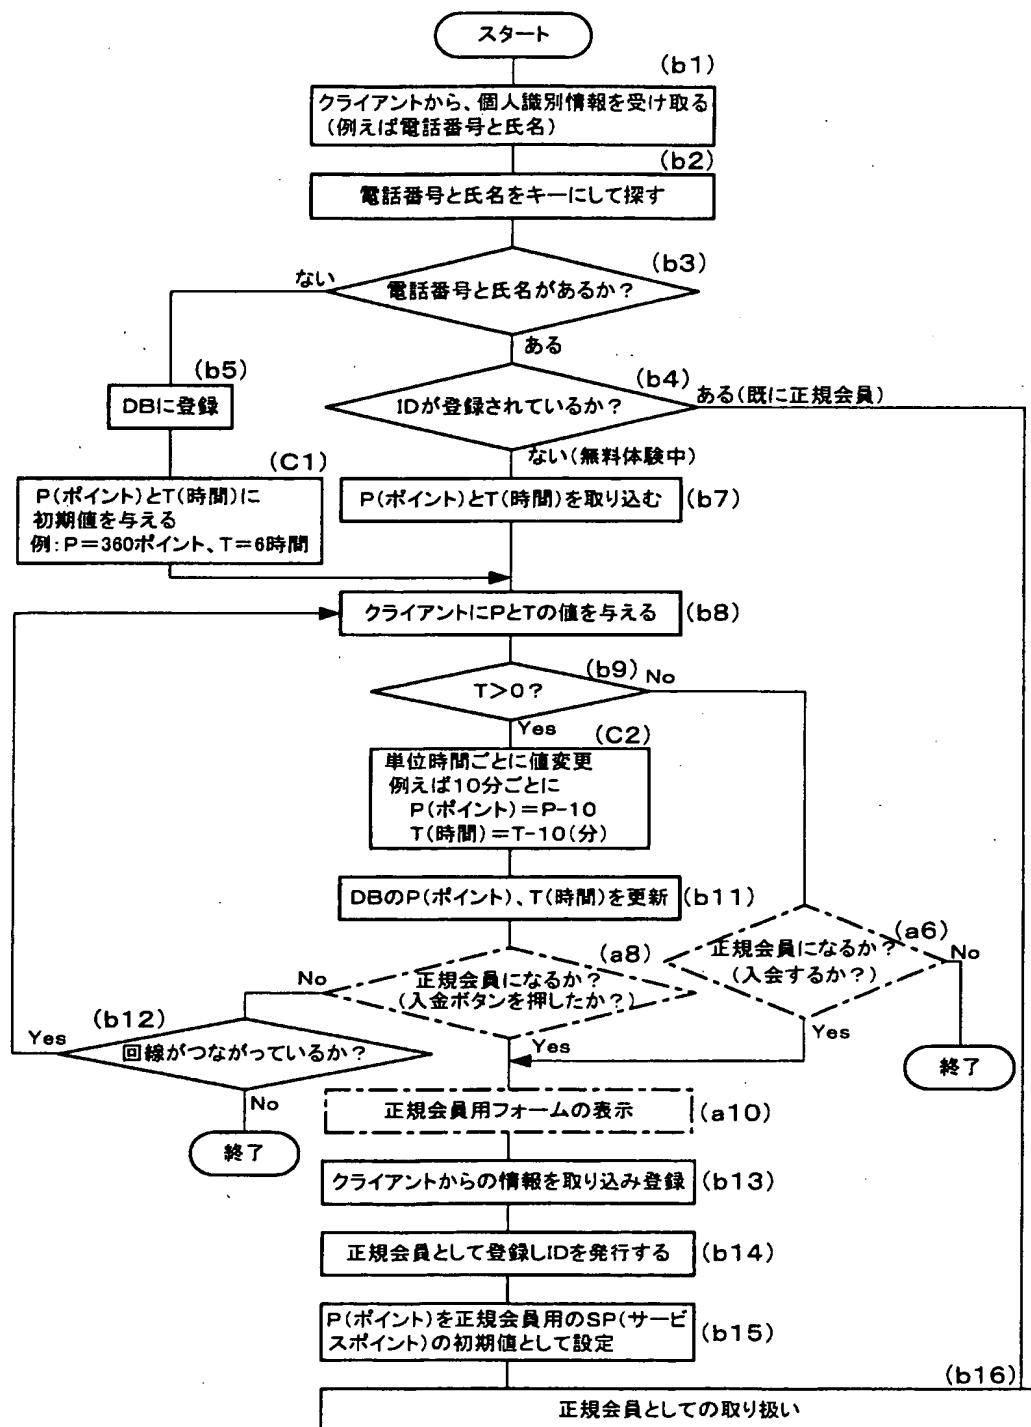 スタート
(b1)
クライアントから、個人識別情報を受け取る
(例えば電話番号と氏名)
(b2)
電話番号と氏名をキーにして探す
(b3)
ない
電話番号と氏名があるか?
ある
(b5)
(b4)
DBに登録
IDが登録されているか?
ある(既に正規会員)
ない(無料体験中)
(C1)
P(ポイント)とT(時間)に
初期値を与える
例:P=360ポイント、T=6時間
P(ポイント)とT(時間)を取り込む
(b7)
クライアントにPとTの値を与える
(b8)
(b9)
No
T>0?
Yes
(C2)
単位時間ごとに値変更
例えば10分ごとに
P(ポイント)=P-10
T(時間)=T-10(分)
DBのP(ポイント)、T(時間)を更新
(b11)
(a6)
正規会員になるか?
(入会するか?)
No
Yes
(a8)
No
正規会員になるか?
(入金ボタンを押したか?)
Yes
(b12)
Yes
回線がつながっているか?
No
終了
終了
正規会員用フォームの表示
(a10)
クライアントからの情報を取り込み登録
(b13)
正規会員として登録しIDを発行する
(b14)
P(ポイント)を正規会員用のSP(サービ
スポイント)の初期値として設定
(b15)
(b16)
正規会員としての取り扱い